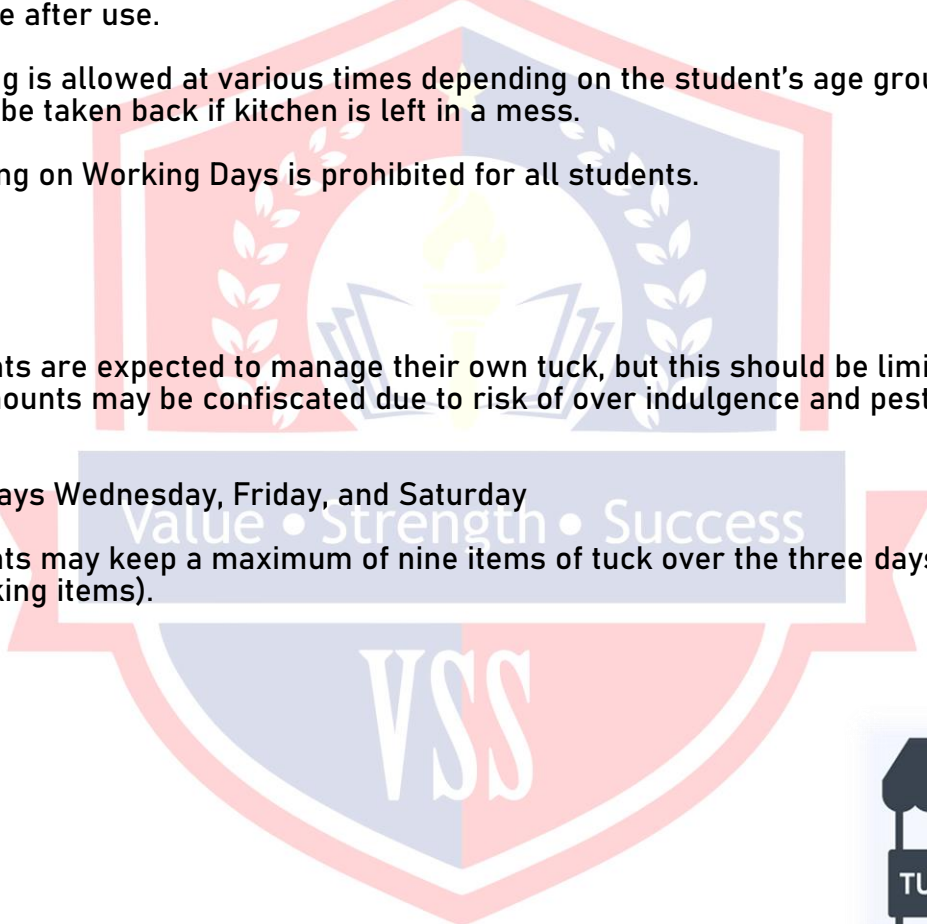 e after use.
g is allowed at various times depending on the student's age grou
be taken back if kitchen is left in a mess.
ng on Working Days is prohibited for all students.
ts are expected to manage their own tuck, but this should be limi
ounts may be confiscated due to risk of over indulgence and pest
ays Wednesday, Friday, and Saturday
Value • Strength • Success
ts may keep a maximum of nine items of tuck over the three days
king items).
VSS
TU